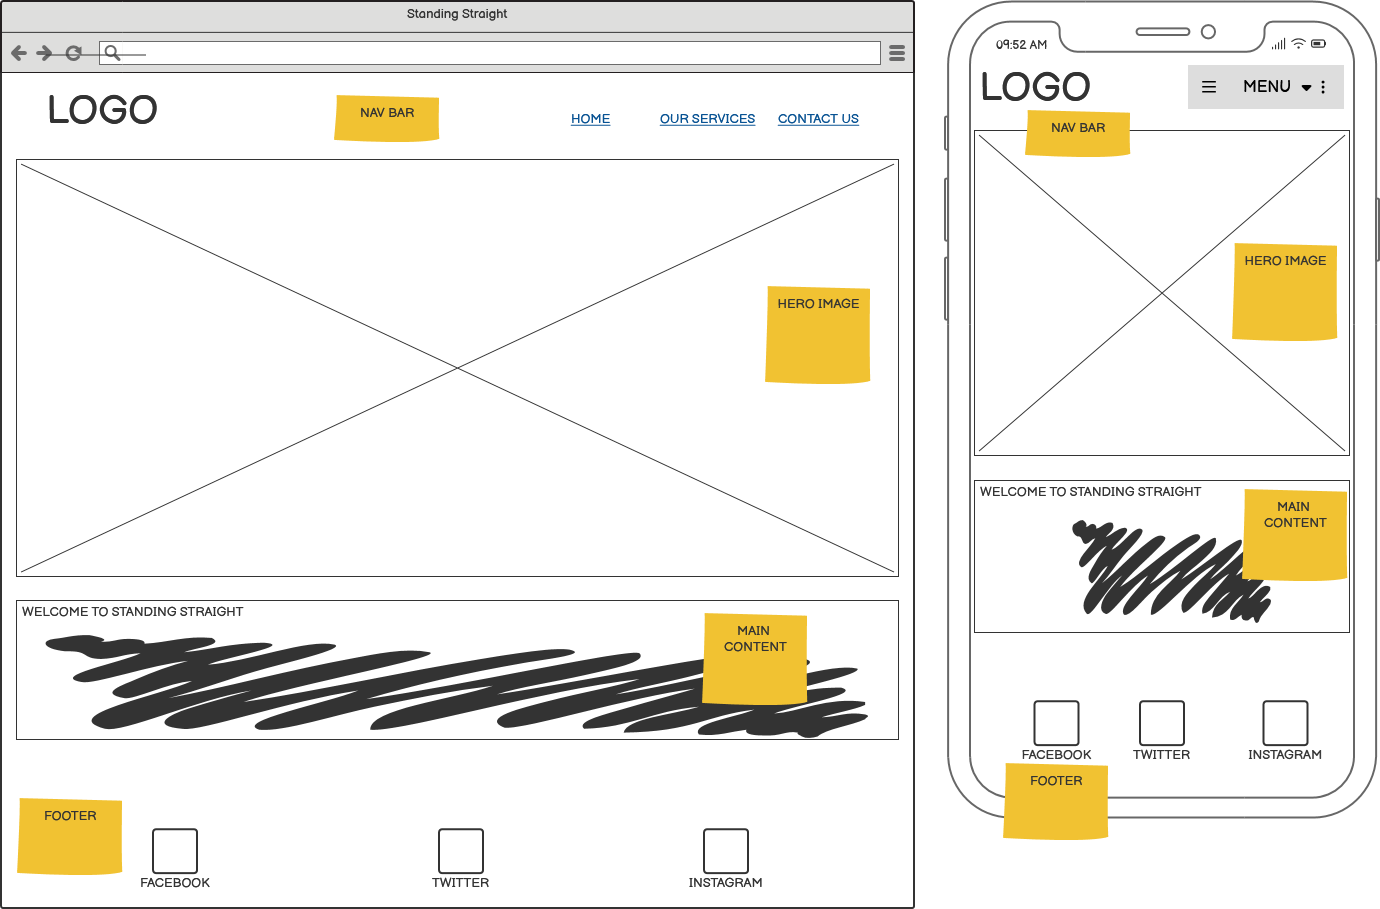 Standing Straight
LOGO
NAV BAR
HOME
OUR SERVICES
CONTACT US
HERO IMAGE
WELCOME TO STANDING STRAIGHT
MAIN
CONTENT
FOOTER
FACEBOOK
TWITTER
INSTAGRAM
09:52 AM
LOGO
MENU
NAV BAR
HERO IMAGE
WELCOME TO STANDING STRAIGHT
MAIN
CONTENT
FACEBOOK
TWITTER
INSTAGRAM
FOOTER